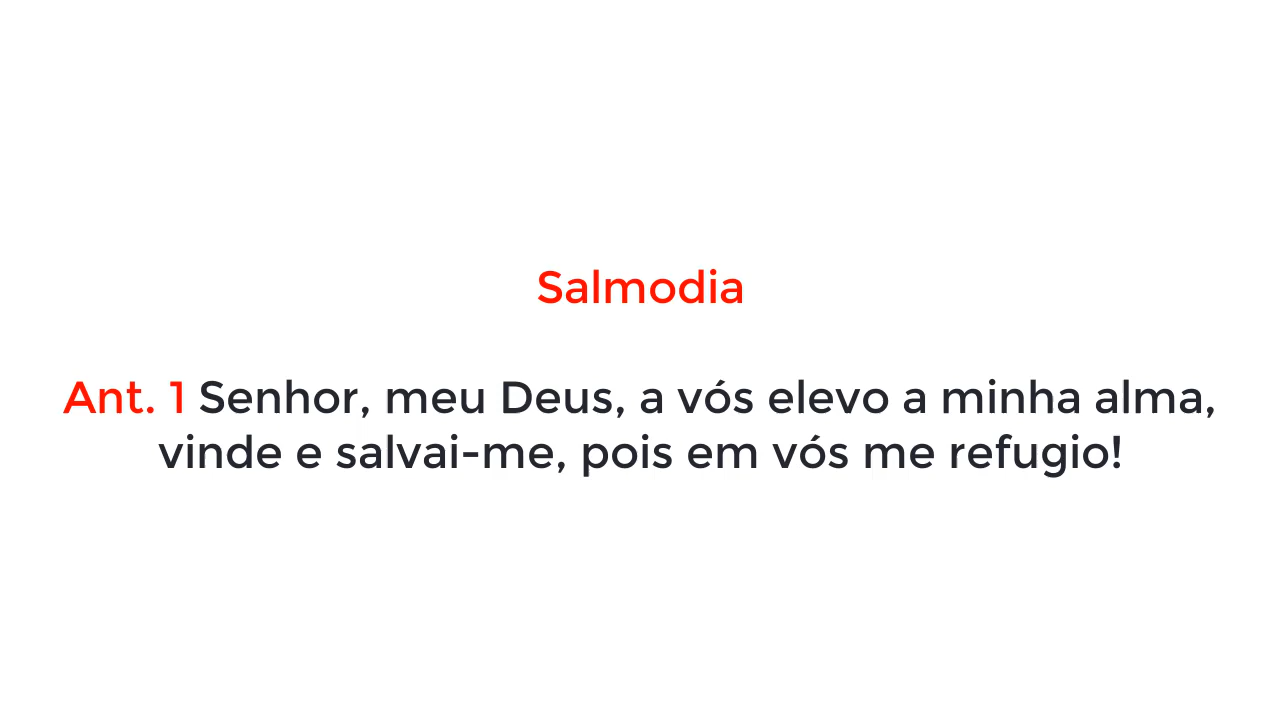 Salmodia
Ant. 1 Senhor, meu Deus, a vós elevo a minha alma,
vinde e salvai-me, pois em vós me refugio!